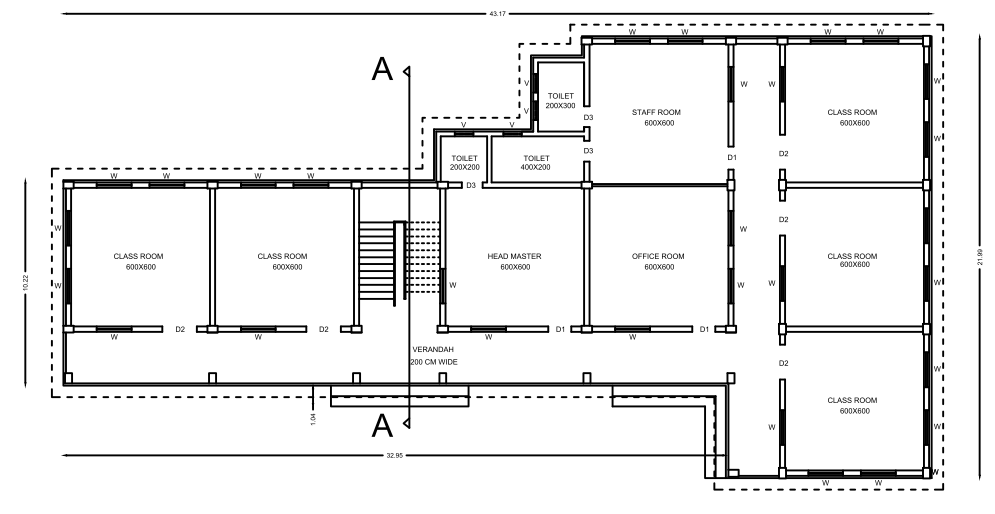 43.17
W W W W
A
V
TOILET
200X300
V
D3
STAFF ROOM
600X600
W W
CLASS ROOM
600X600
W
W
V V
TOILET
200X200
TOILET
400X200
D3
D1 D2
W W W W
D3
D2
W
W
CLASS ROOM
600X600
CLASS ROOM
600X600
HEAD MASTER
600X600
OFFICE ROOM
600X600
W
CLASS ROOM
600X600
W
W
W
W
W
W
10.22
21.99
D2 D2 D1 D1
W W W W
VERANDAH
200 CM WIDE
D2
W
CLASS ROOM
600X600
1.04
A
W
W
32.95
W
W W